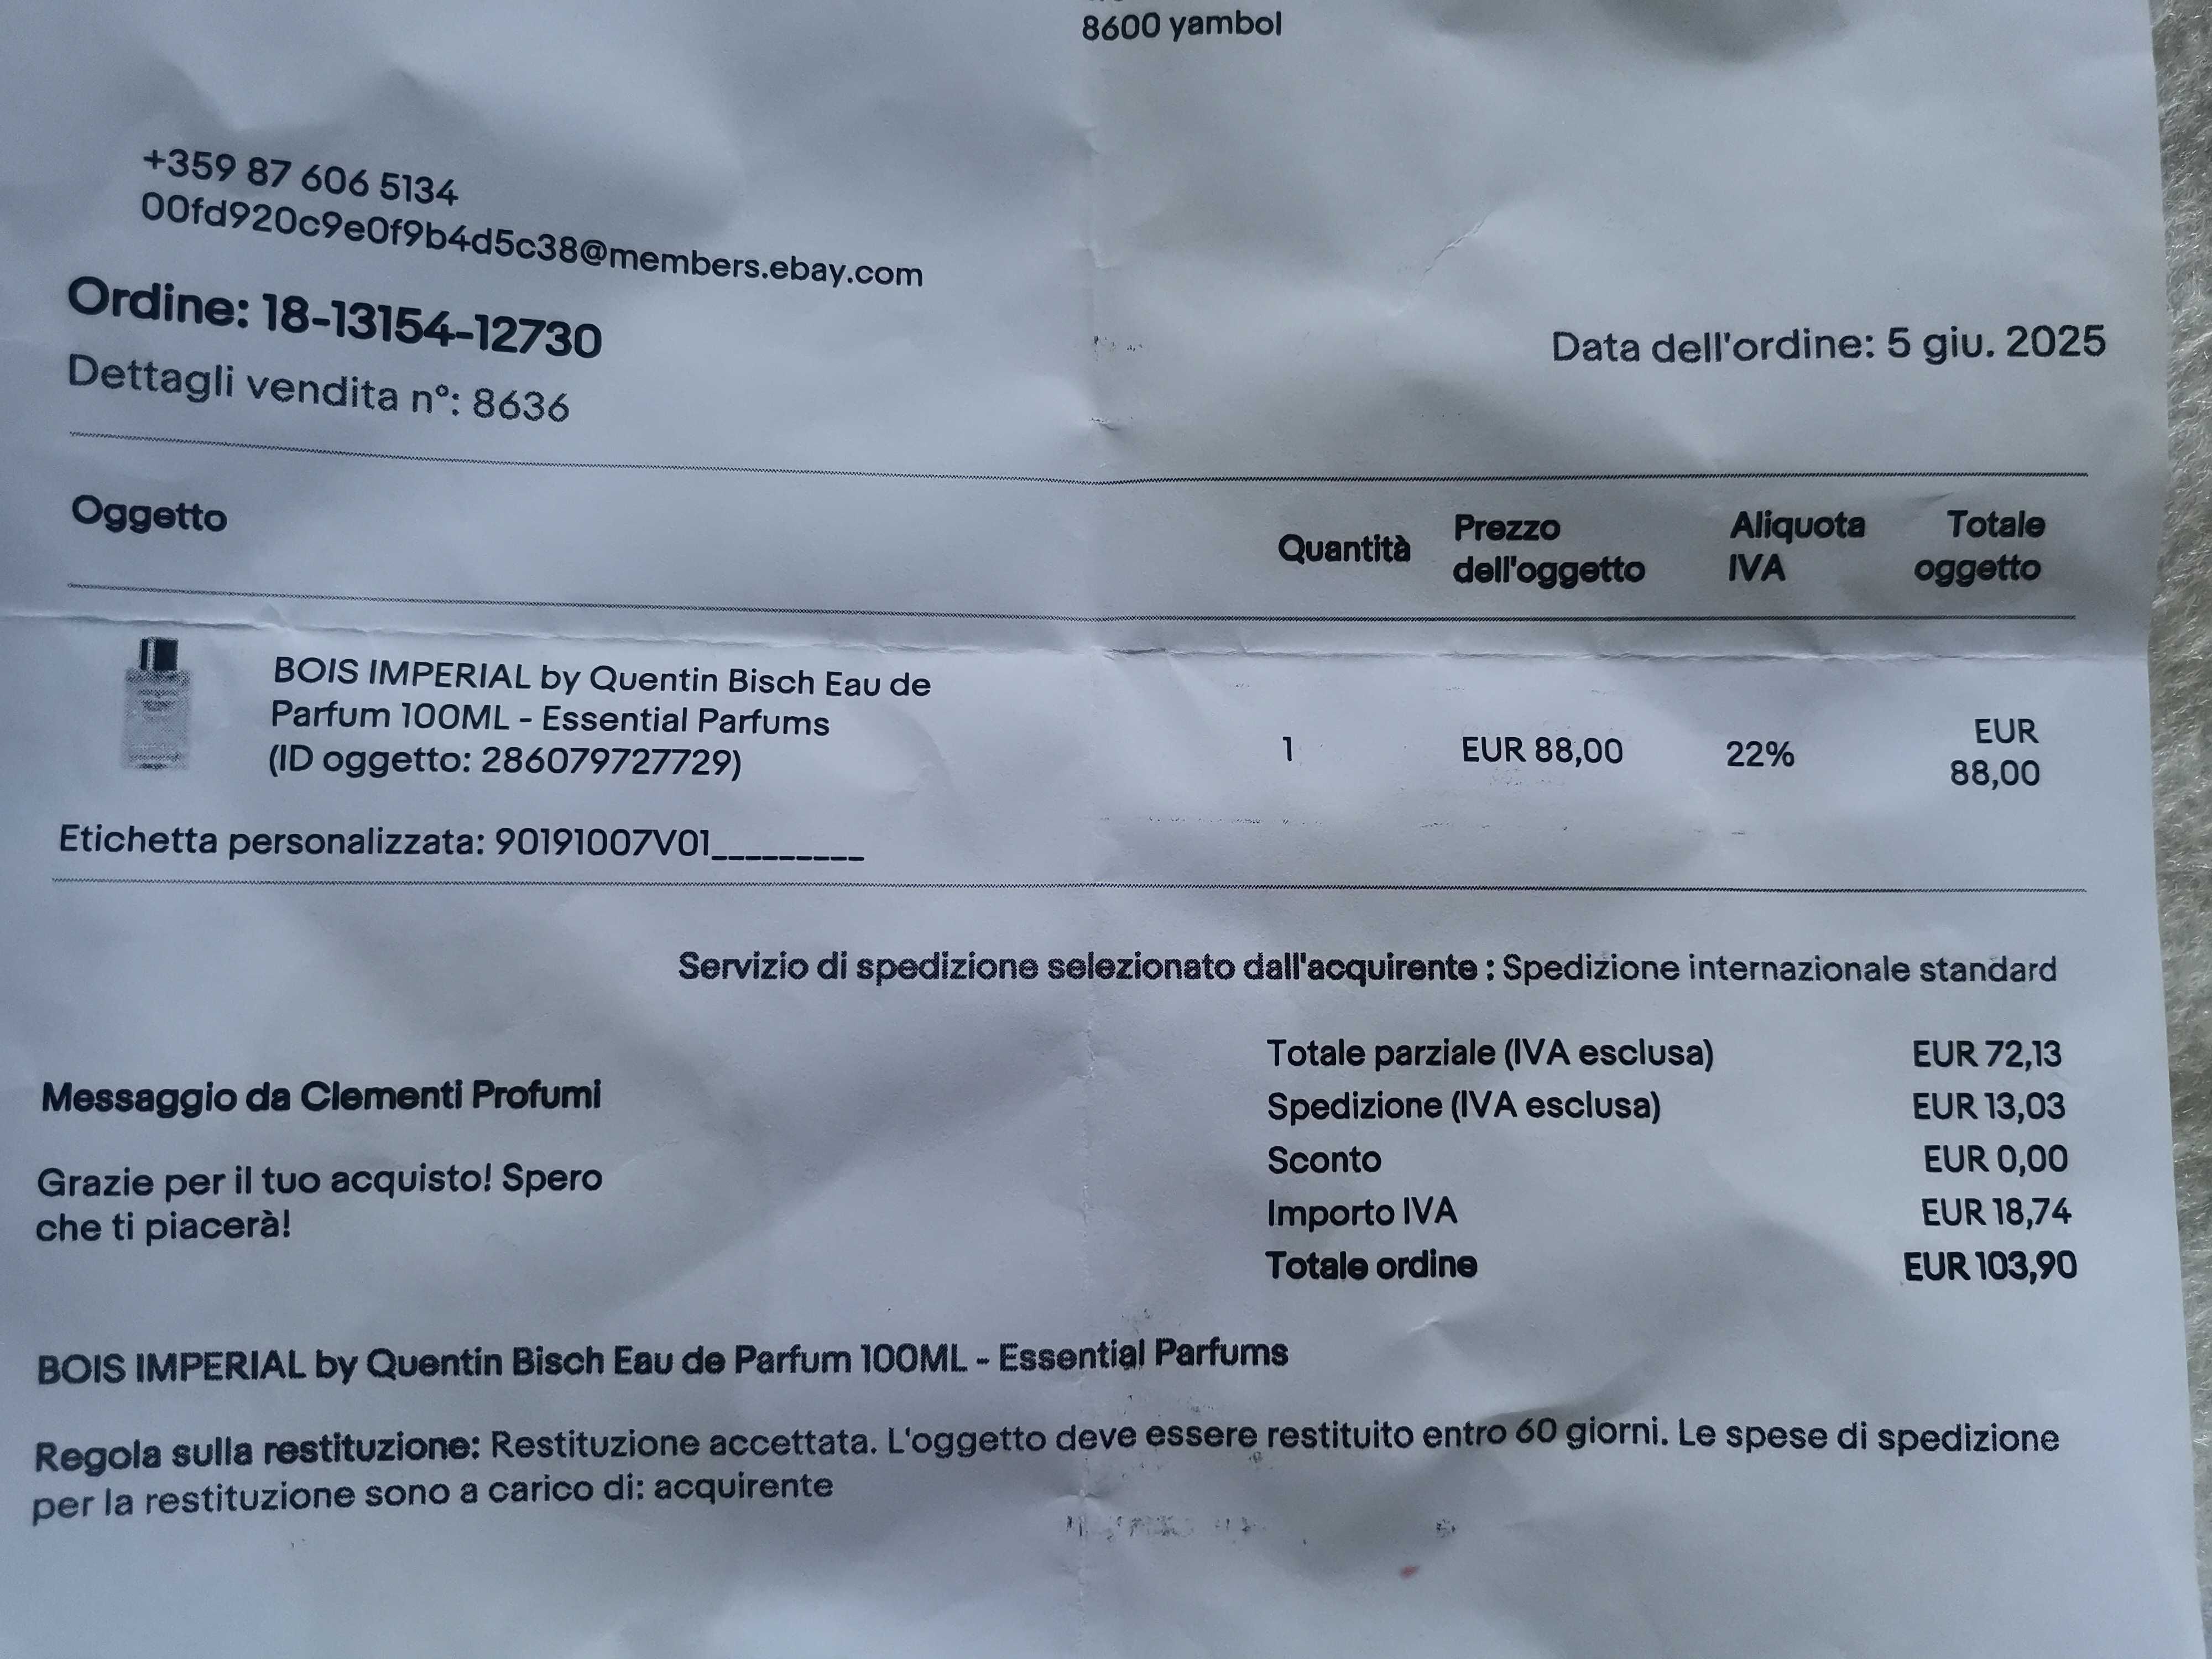 8600 yambol
+359 87 606 5134
00fd920c9e0f9b4d5c38@members.ebay.com
Ordine: 18-13154-12730
Data dell'ordine: 5 giu. 2025
Dettagli vendita n°: 8636
Oggetto
Quantità
Prezzo
dell'oggetto
Aliquota
IVA
Totale
oggetto
BOIS IMPERIAL by Quentin Bisch Eau de
Parfum 100ML - Essential Parfums
(ID oggetto: 286079727729)
1
EUR 88,00
22%
EUR
88,00
Etichetta personalizzata: 90191007V01_________
Servizio di spedizione selezionato dall'acquirente : Spedizione internazionale standard
Messaggio da Clementi Profumi
Grazie per il tuo acquisto! Spero
che ti piacerà!
Totale parziale (IVA esclusa) EUR 72,13
Spedizione (IVA esclusa) EUR 13,03
Sconto EUR 0,00
Importo IVA EUR 18,74
Totale ordine EUR 103,90
BOIS IMPERIAL by Quentin Bisch Eau de Parfum 100ML - Essential Parfums
Regola sulla restituzione: Restituzione accettata. L'oggetto deve essere restituito entro 60 giorni. Le spese di spedizione
per la restituzione sono a carico di: acquirente